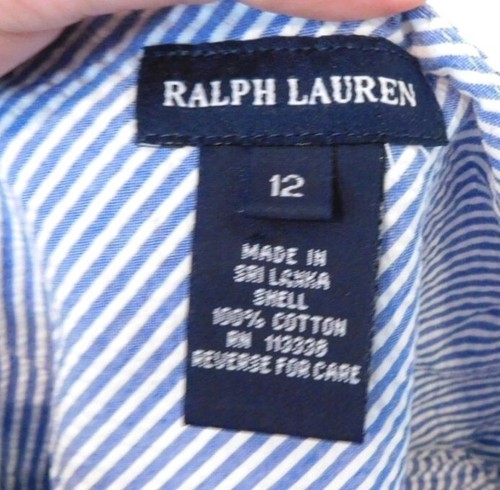 RALPH LAUREN
12
MADE IN
SRI LANKA
SHELL
100% COTTON
RN 113338
REVERSE FOR CARE